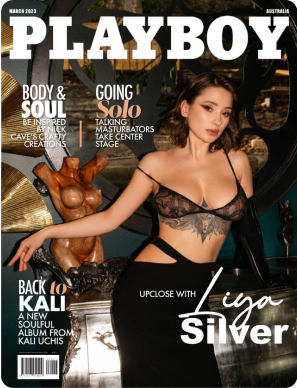 MARCH 2023
AUSTRALIA
PLAYBOY
BODY &
SOUL
BE INSPIRED
BY NICK
CAVE'S CRAFTY
CREATIONS
GOING
Solo
TALKING
MASTURBATORS
TAKE CENTER
STAGE
BACK to
KALI
A NEW
SOULFUL
ALBUM FROM
KALI UCHIS
UPCLOSE WITH
Liya
Silver